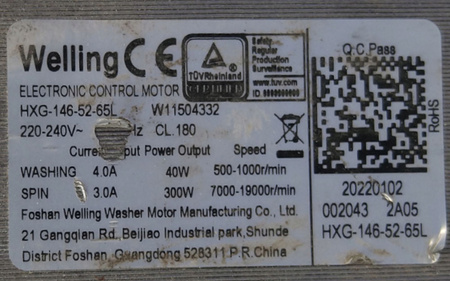 Welling CE
TÜVRheinland
Safety
Regular
Production
Surveillance
www.tuv.com
ELECTRONIC CONTROL MOTOR
HXG-146-52-65L W11504332
220-240V~ Hz CL.180
Power Output Speed
WASHING 4.0A 40W 500-1000r/min
SPIN 3.0A 300W 7000-19000r/min
Foshan Welling Washer Motor Manufacturing Co., Ltd.
21 Gangqian Rd, Beijiao Industrial park, Shunde
District Foshan, Guangdong 528311 P.R.China
Q.C.Pass
RoHS
20220102
002043 2A05
HXG-146-52-65L